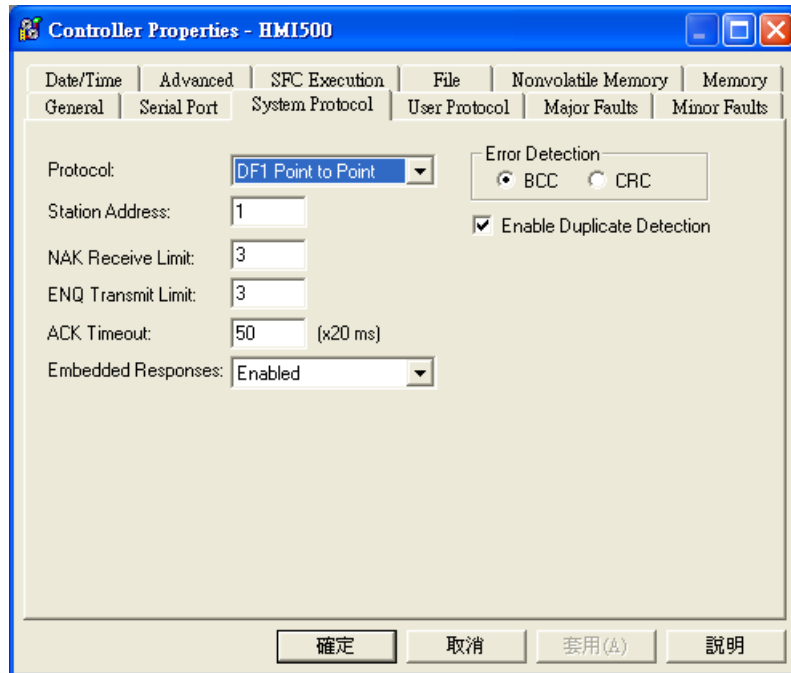 Controller Properties - HMI500
Date/Time Advanced SFC Execution File Nonvolatile Memory Memory
General Serial Port System Protocol User Protocol Major Faults Minor Faults
Protocol: DF1 Point to Point
Error Detection
BCC CRC
Station Address: 1
Enable Duplicate Detection
NAK Receive Limit: 3
ENQ Transmit Limit: 3
ACK Timeout: 50 (x20 ms)
Embedded Responses: Enabled
確定 取消 套用(A) 說明